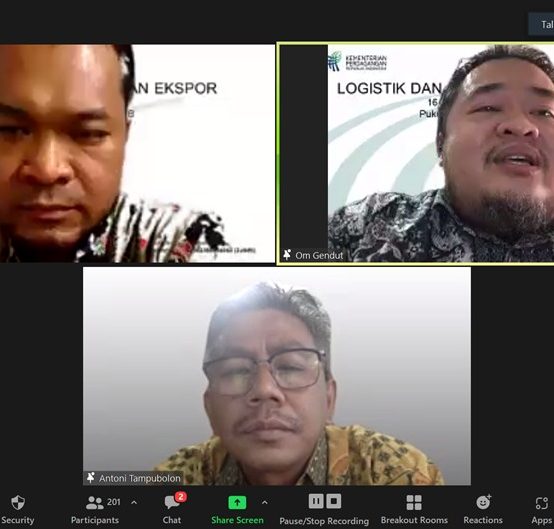 Tal
AN EKSPOR
KEMENTERIAN
PERDAGANGAN
REPUBLIK INDONESIA
LOGISTIK DAN
16
Puku
Om Gendut
Antoni Tampubolon
Security
Participants
201
Chat
2
Share Screen
Pause/Stop Recording
Breakout Rooms
Reactions
Apps